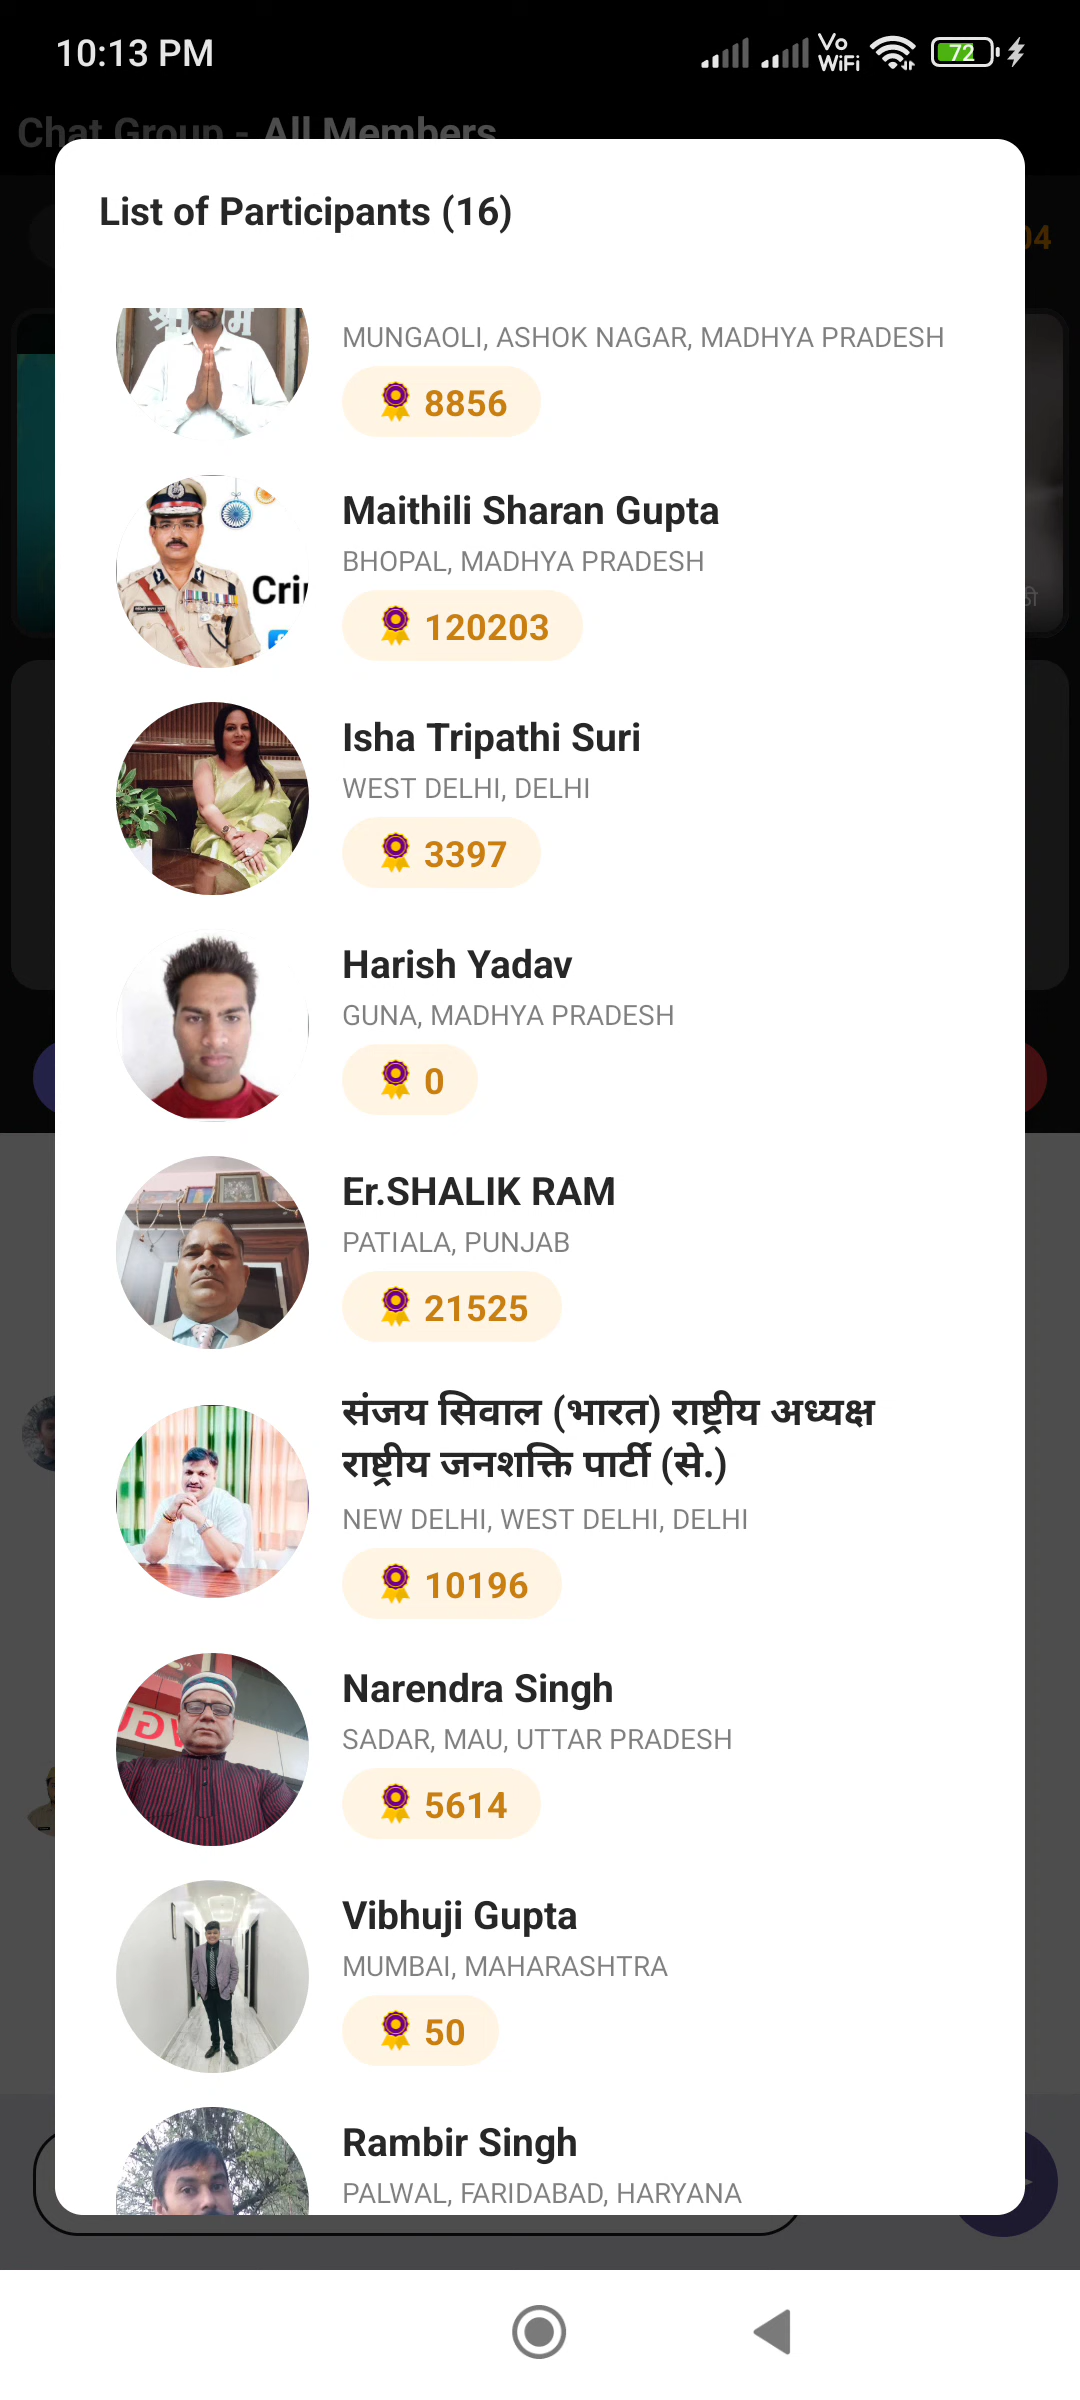 10:13 PM
Vo
WiFi
72
Chat Group - All Members
List of Participants (16)
04
MUNGAOLI, ASHOK NAGAR, MADHYA PRADESH
8856
Maithili Sharan Gupta
BHOPAL, MADHYA PRADESH
Cri
120203
Isha Tripathi Suri
WEST DELHI, DELHI
3397
Harish Yadav
GUNA, MADHYA PRADESH
0
Er.SHALIK RAM
PATIALA, PUNJAB
21525
संजय सिवाल (भारत) राष्ट्रीय अध्यक्ष
राष्ट्रीय जनशक्ति पार्टी (से.)
NEW DELHI, WEST DELHI, DELHI
10196
Narendra Singh
SADAR, MAU, UTTAR PRADESH
5614
Vibhuji Gupta
MUMBAI, MAHARASHTRA
50
Rambir Singh
PALWAL, FARIDABAD, HARYANA